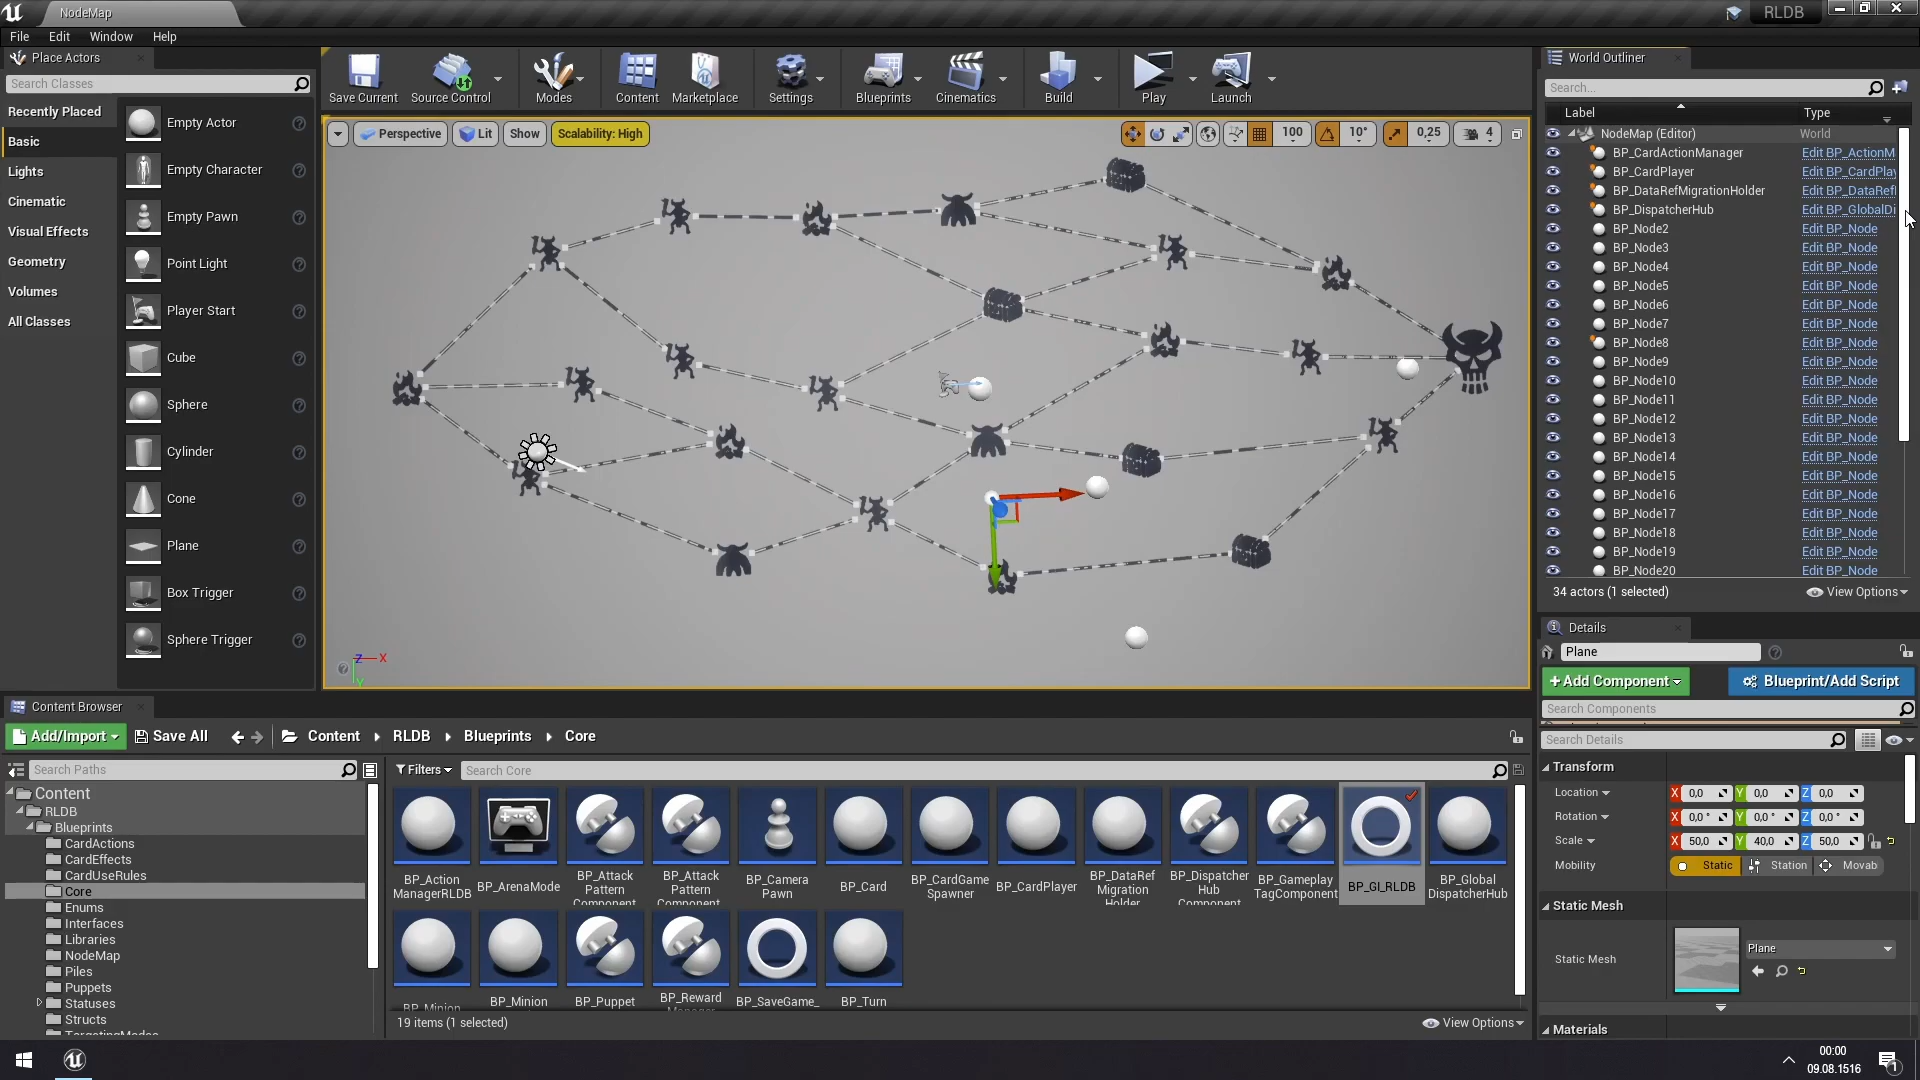 NodeMap
RLDB
File Edit Window Help
Place Actors
Search Classes
Recently Placed
Basic
Lights
Cinematic
Visual Effects
Geometry
Volumes
All Classes
Empty Actor
Empty Character
Empty Pawn
Point Light
Player Start
Cube
Sphere
Cylinder
Cone
Plane
Box Trigger
Sphere Trigger
Save Current Source Control Modes Content Marketplace Settings Blueprints Cinematics Build Play Launch
Perspective Lit Show Scalability: High 100 10° 0,25 4
Z X
Y
World Outliner
Search...
Label Type
NodeMap (Editor) World
BP_CardActionManager Edit BP_ActionM
BP_CardPlayer Edit BP_CardPlay
BP_DataRefMigrationHolder Edit BP_DataRefI
BP_DispatcherHub Edit BP_GlobalDi
BP_Node2 Edit BP_Node
BP_Node3 Edit BP_Node
BP_Node4 Edit BP_Node
BP_Node5 Edit BP_Node
BP_Node6 Edit BP_Node
BP_Node7 Edit BP_Node
BP_Node8 Edit BP_Node
BP_Node9 Edit BP_Node
BP_Node10 Edit BP_Node
BP_Node11 Edit BP_Node
BP_Node12 Edit BP_Node
BP_Node13 Edit BP_Node
BP_Node14 Edit BP_Node
BP_Node15 Edit BP_Node
BP_Node16 Edit BP_Node
BP_Node17 Edit BP_Node
BP_Node18 Edit BP_Node
BP_Node19 Edit BP_Node
BP_Node20 Edit BP_Node
34 actors (1 selected) View Options
Details
Plane
+Add Component Blueprint/Add Script
Search Components
Search Details
Transform
Location X 0,0 Y 0,0 Z 0,0
Rotation X 0,0 ° Y 0,0 ° Z 0,0 °
Scale X 50,0 Y 40,0 Z 50,0
Mobility Static Station Movab
Static Mesh
Static Mesh Plane
Materials
Content Browser
Add/Import Save All Content RLDB Blueprints Core
Search Paths
Content
RLDB
Blueprints
CardActions
CardEffects
CardUseRules
Core
Enums
Interfaces
Libraries
NodeMap
Piles
Puppets
Statuses
Structs
TargetingModes
Filters Search Core
BP_Action
ManagerRLDB
BP_ArenaMode
BP_Attack
Pattern
Component
BP_Attack
Pattern
Component
BP_Camera
Pawn
BP_Card
BP_CardGame
Spawner
BP_CardPlayer
BP_DataRef
Migration
Holder
BP_Dispatcher
Hub
Component
BP_Gameplay
TagComponent
BP_GI_RLDB
BP_Global
DispatcherHub
BP_Minion
BP_Minion
BP_Puppet
BP_Reward
Manager
BP_SaveGame_
BP_Turn
19 items (1 selected) View Options
00:00
09.08.1516
1